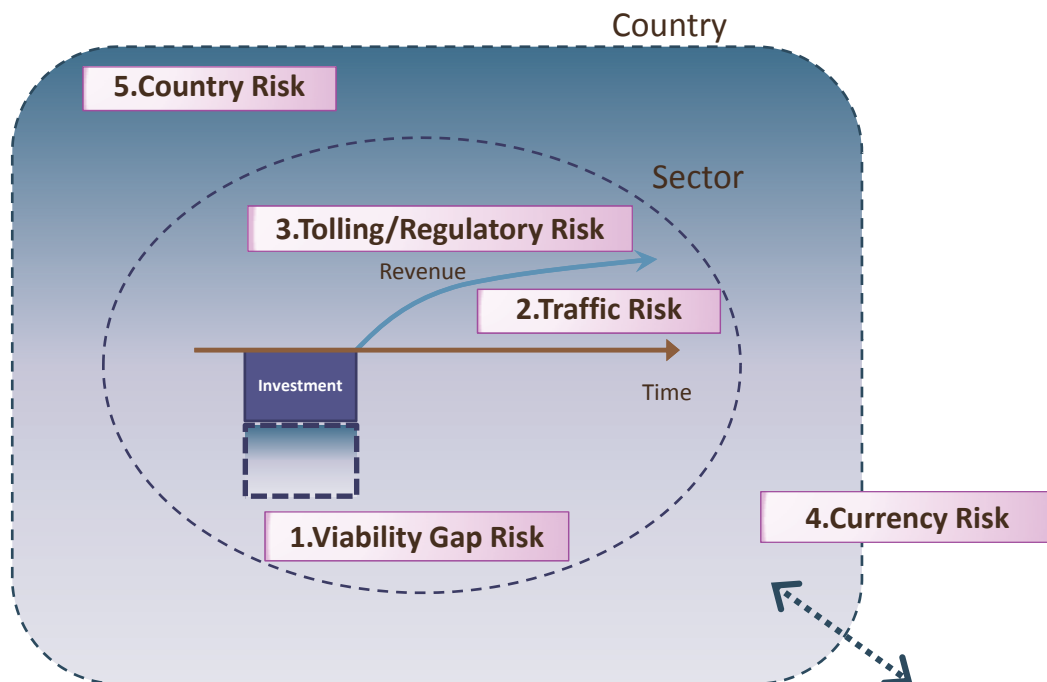 Country
5.Country Risk
Sector
3.Tolling/Regulatory Risk
Revenue
2.Traffic Risk
Investment
Time
4.Currency Risk
1.Viability Gap Risk